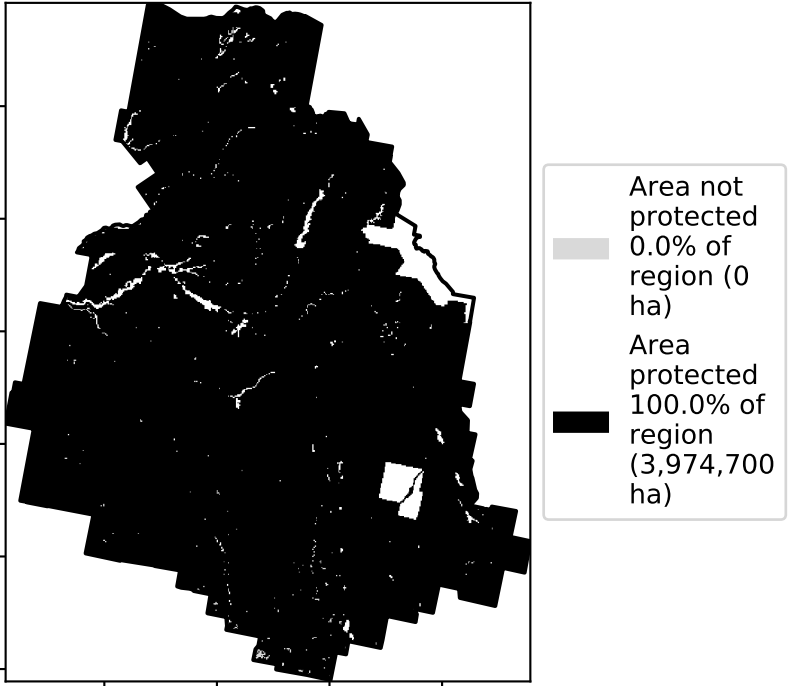 Area not
protected
0.0% of
region (0
ha)
Area
protected
100.0% of
region
(3,974,700
ha)